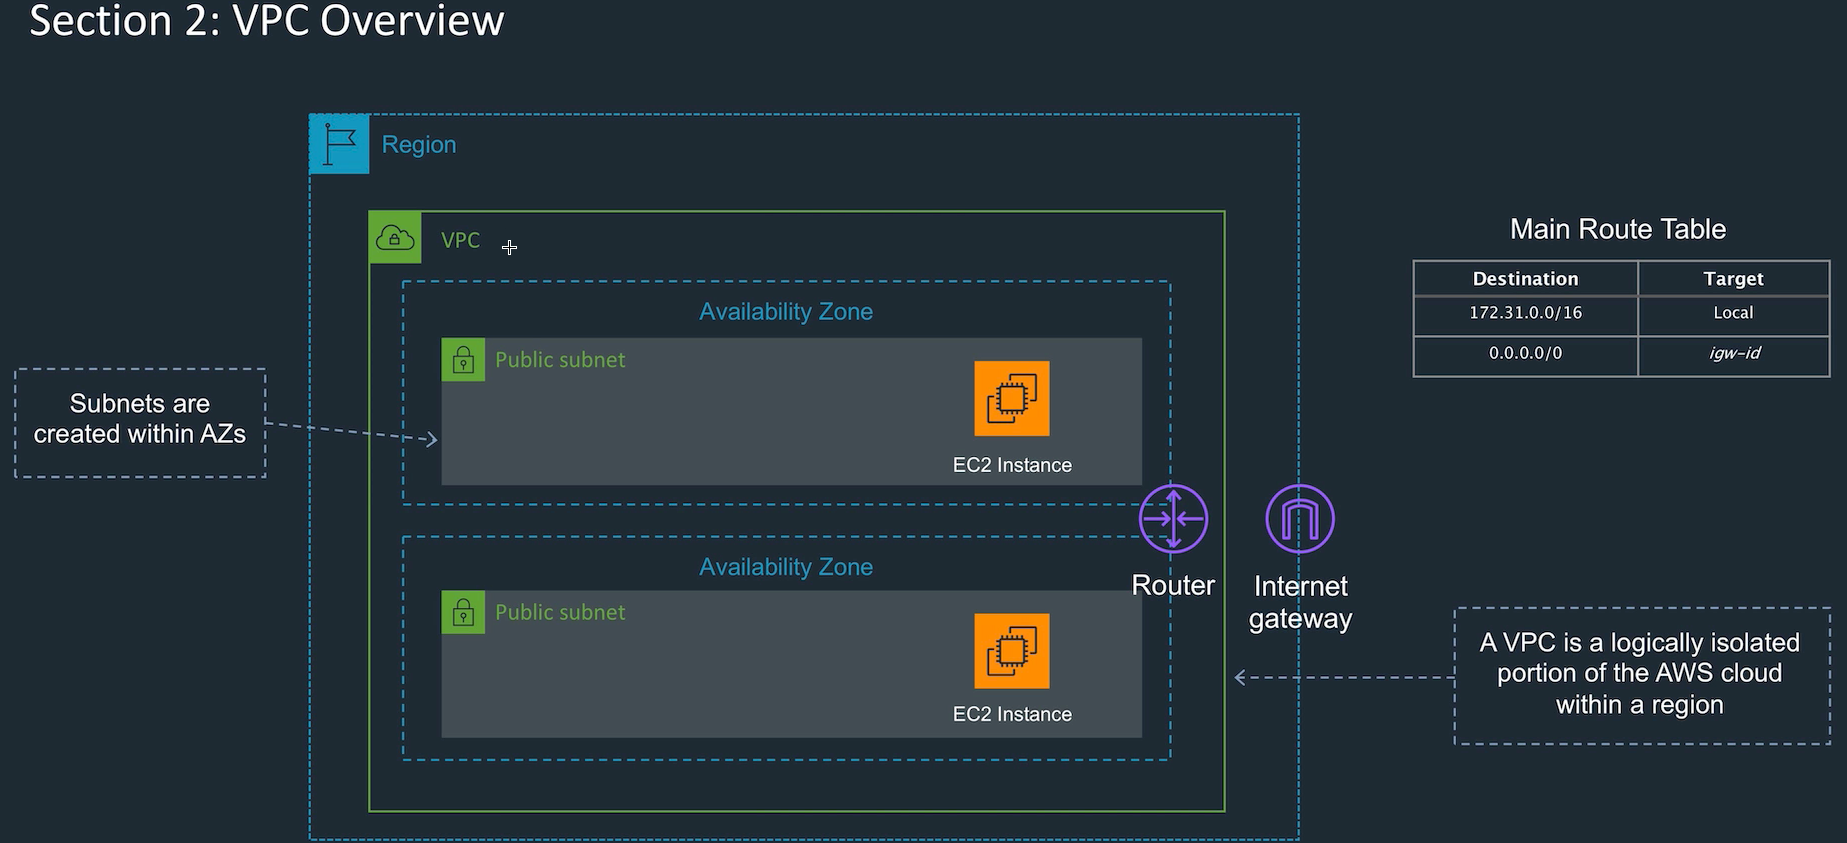 Section 2: VPC Overview
Region
VPC
Availability Zone
Public subnet
EC2 Instance
Subnets are
created within AZs
Availability Zone
Public subnet
EC2 Instance
Router
Internet
gateway
Main Route Table
Destination Target
172.31.0.0/16 Local
0.0.0.0/0 igw-id
A VPC is a logically isolated
portion of the AWS cloud
within a region